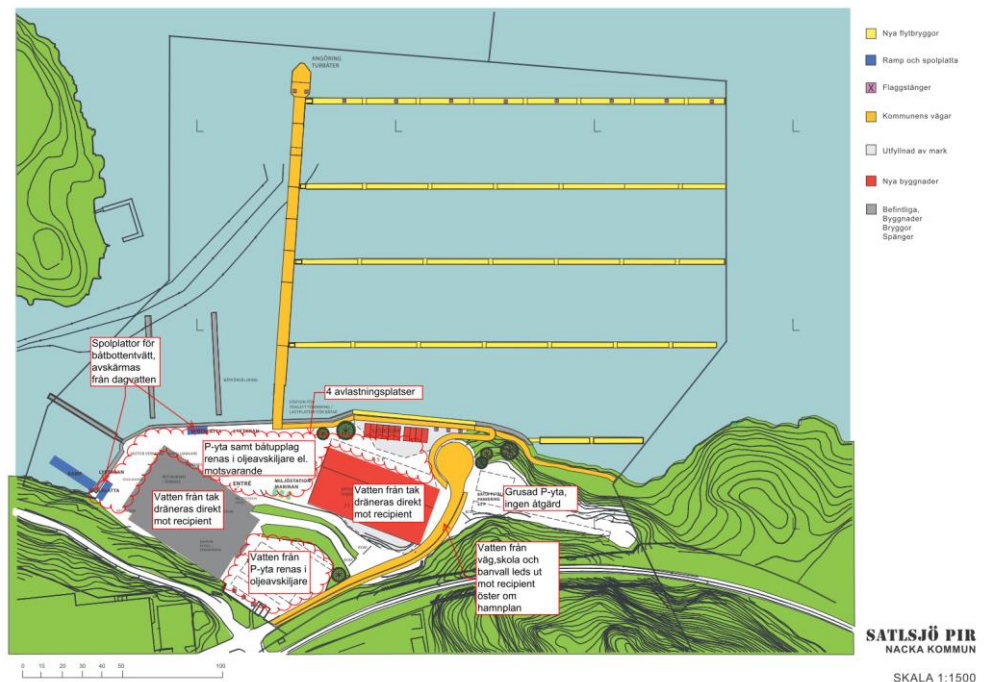 ANGÖRING
TURBÅTER
Nya flytbryggor
Ramp och spolplatta
Flaggstänger
Kommunens vägar
Utfyllnad av mark
Nya byggnader
Befintliga,
Byggnader
Bryggor
Spänger
Spolplattor för
båtbottentvätt,
avskärmas
från dagvatten
4 avlastningsplatser
P-yta samt båtupplag
renas i oljeavskiljare el.
motsvarande
ENTRÉ
MILJÖSTATION
MARINAN
Vatten från tak
dräneras direkt
mot recipient
Vatten från tak
dräneras direkt
mot recipient
Grusad P-yta,
ingen åtgärd
Vatten från
P-yta renas i
oljeavskiljare
Vatten från
väg,skola och
banvall leds ut
mot recipient
öster om
hamnplan
SATLSJÖ PIR
NACKA KOMMUN
SKALA 1:1500
0 10 20 30 40 50 100